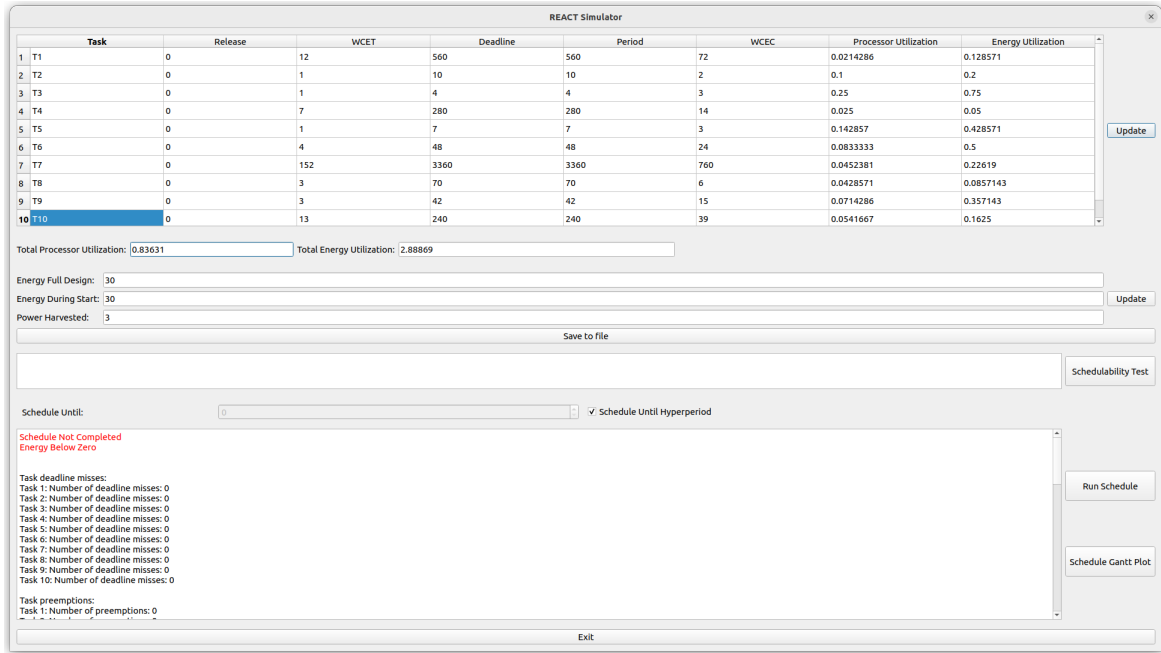 REACT Simulator
Task Release WCET Deadline Period WCEC Processor Utilization Energy Utilization
1 T1 0 12 560 560 72 0.0214286 0.128571
2 T2 0 1 10 10 2 0.1 0.2
3 T3 0 1 4 4 3 0.25 0.75
4 T4 0 7 280 280 14 0.025 0.05
5 T5 0 1 7 7 3 0.142857 0.428571
Update
6 T6 0 4 48 48 24 0.0833333 0.5
7 T7 0 152 3360 3360 760 0.0452381 0.22619
8 T8 0 3 70 70 6 0.0428571 0.0857143
9 T9 0 3 42 42 15 0.0714286 0.357143
10 T10 0 13 240 240 39 0.0541667 0.1625
Total Processor Utilization: 0.83631 Total Energy Utilization: 2.88869
Energy Full Design: 30
Energy During Start: 30 Update
Power Harvested: 3
Save to file
Schedulability Test
Schedule Until: 0 Schedule Until Hyperperiod
Schedule Not Completed
Energy Below Zero
Task deadline misses:
Task 1: Number of deadline misses: 0
Task 2: Number of deadline misses: 0
Task 3: Number of deadline misses: 0
Task 4: Number of deadline misses: 0
Task 5: Number of deadline misses: 0
Task 6: Number of deadline misses: 0
Task 7: Number of deadline misses: 0
Task 8: Number of deadline misses: 0
Task 9: Number of deadline misses: 0
Task 10: Number of deadline misses: 0
Task preemptions:
Task 1: Number of preemptions: 0
Run Schedule
Schedule Gantt Plot
Exit